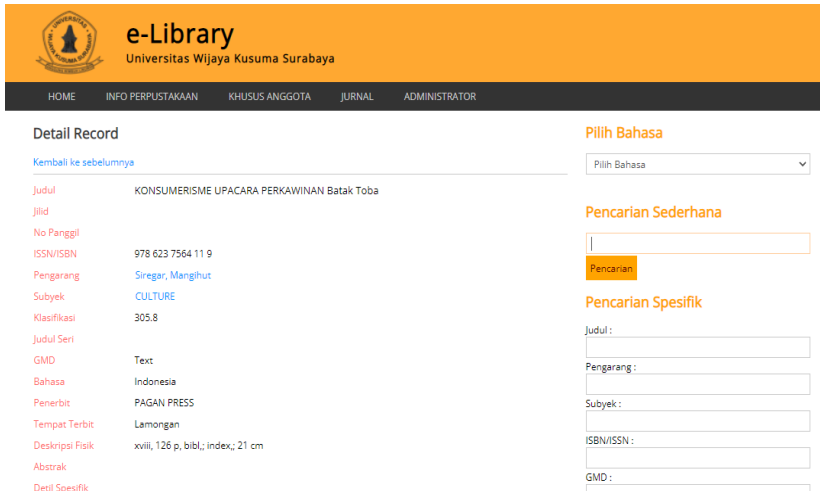 e-Library
Universitas Wijaya Kusuma Surabaya
HOME INFO PERPUSTAKAAN KHUSUS ANGGOTA JURNAL ADMINISTRATOR
Detail Record
Kembali ke sebelumnya
Judul KONSUMERISME UPACARA PERKAWINAN Batak Toba
Jilid
No Panggil
ISSN/ISBN 978 623 7564 11 9
Pengarang Siregar, Mangihut
Subyek CULTURE
Klasifikasi 305.8
Judul Seri
GMD Text
Bahasa Indonesia
Penerbit PAGAN PRESS
Tempat Terbit Lamongan
Deskripsi Fisik xviii, 126 p, bibl,; index,; 21 cm
Abstrak
Detil Spesifik
Pilih Bahasa
Pilih Bahasa
Pencarian Sederhana
Pencarian
Pencarian Spesifik
Judul :
Pengarang :
Subyek :
ISBN/ISSN :
GMD :